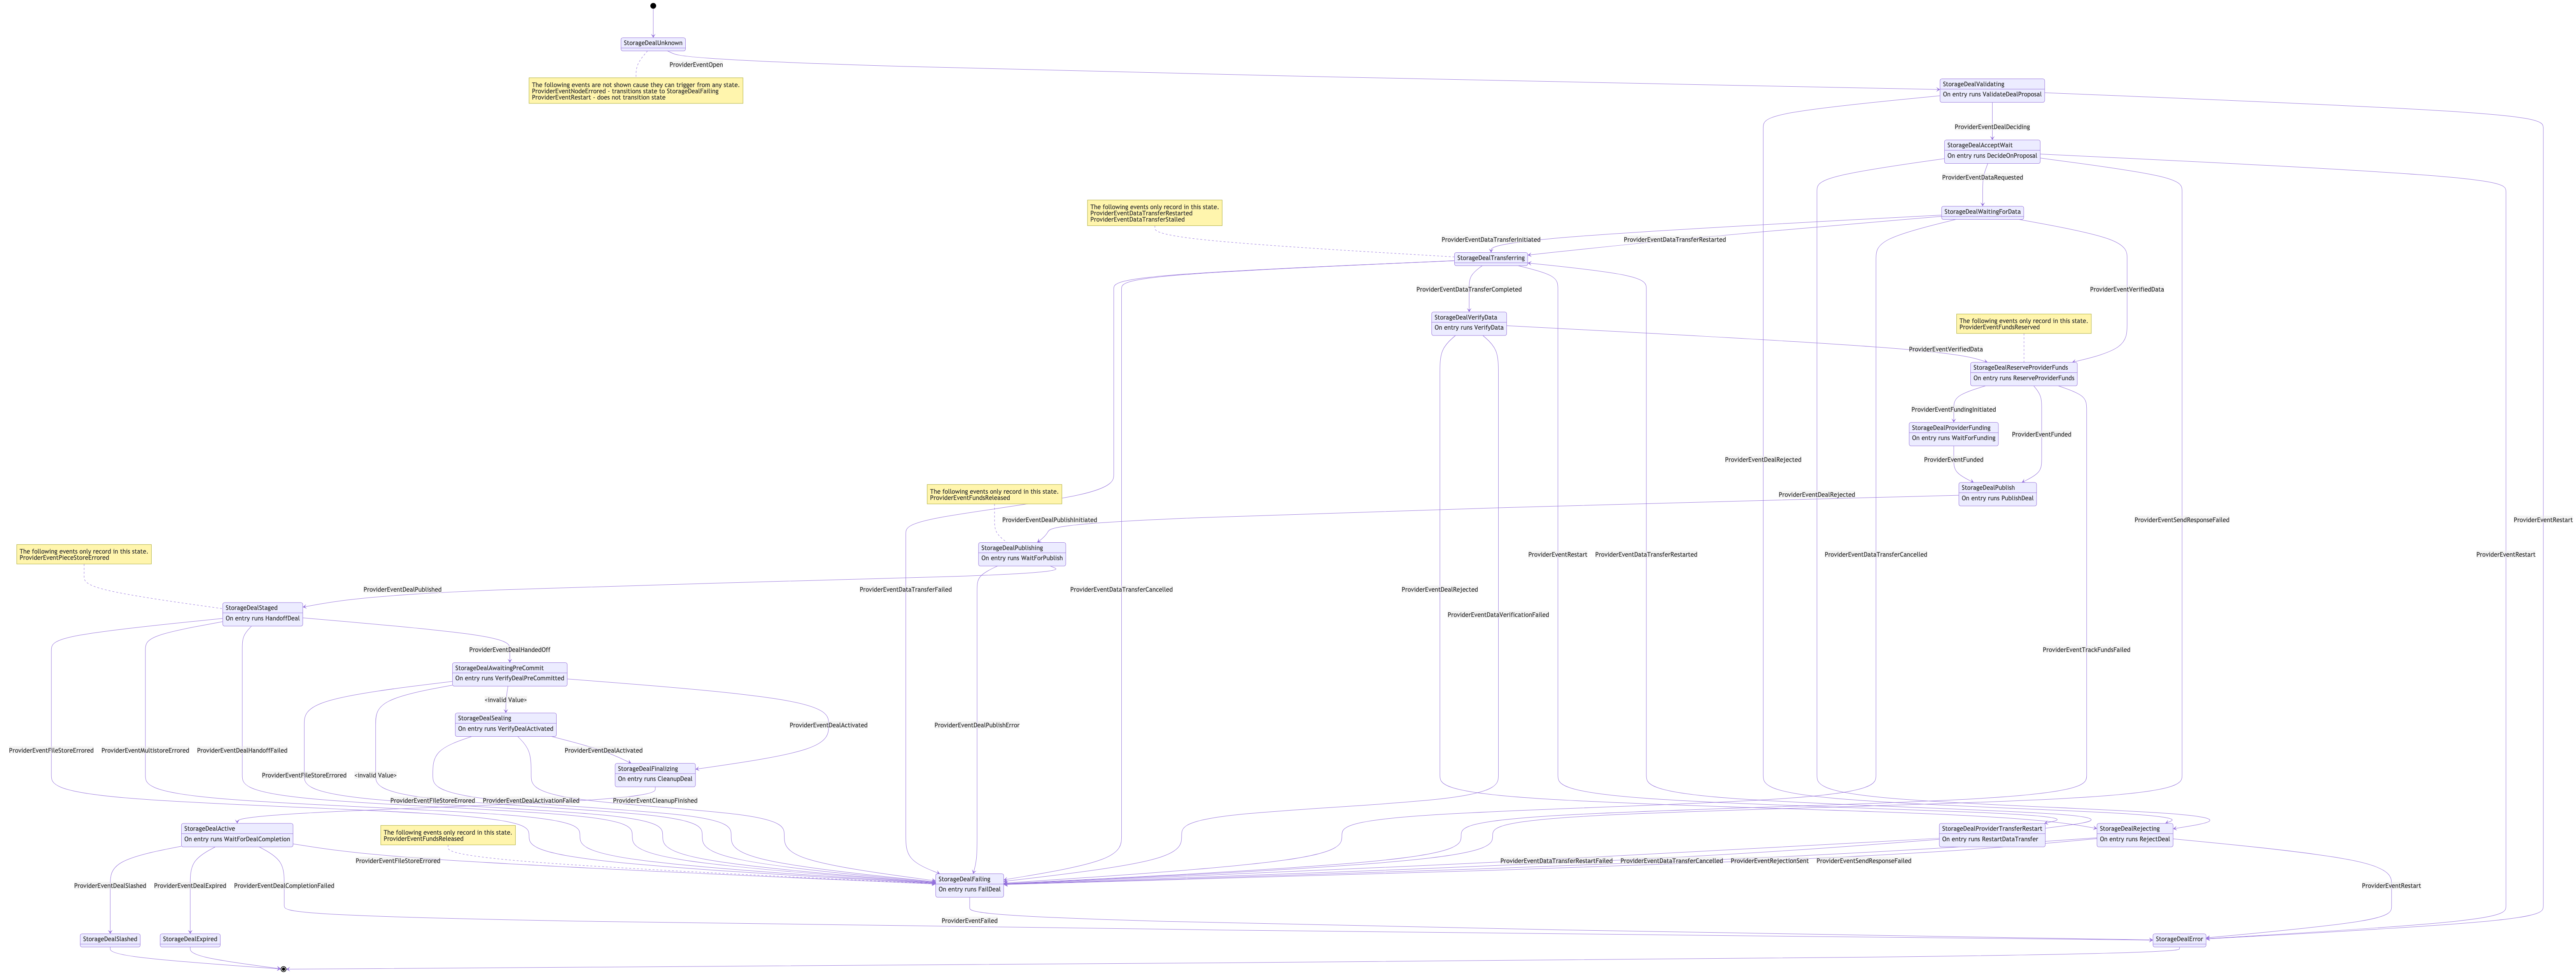 StorageDealUnknown
ProviderEventOpen
The following events are not shown cause they can trigger from any state.
ProviderEventNodeErrored - transitions state to StorageDealFailing
ProviderEventRestart - does not transition state
StorageDealValidating
On entry runs ValidateDealProposal
ProviderEventDealDeciding
StorageDealAcceptWait
On entry runs DecideOnProposal
ProviderEventDataRequested
The following events only record in this state.
ProviderEventDataTransferRestarted
ProviderEventDataTransferStalled
StorageDealWaitingForData
ProviderEventDataTransferInitiated
ProviderEventDataTransferRestarted
StorageDealTransferring
ProviderEventDataTransferCompleted
ProviderEventVerifiedData
StorageDealVerifyData
On entry runs VerifyData
The following events only record in this state.
ProviderEventFundsReserved
ProviderEventVerifiedData
StorageDealReserveProviderFunds
On entry runs ReserveProviderFunds
ProviderEventFundingInitiated
StorageDealProviderFunding
On entry runs WaitForFunding
ProviderEventFunded
ProviderEventDealRejected
ProviderEventFunded
The following events only record in this state.
ProviderEventFundsReleased
StorageDealPublish
On entry runs PublishDeal
ProviderEventDealRejected
ProviderEventDealPublishInitiated
ProviderEventSendResponseFailed
ProviderEventRestart
StorageDealPublishing
On entry runs WaitForPublish
The following events only record in this state.
ProviderEventPieceStoreErrored
ProviderEventRestart
ProviderEventDataTransferRestarted
ProviderEventDataTransferCancelled
ProviderEventRestart
ProviderEventDealPublished
ProviderEventDataTransferFailed
ProviderEventDataTransferCancelled
ProviderEventDealRejected
StorageDealStaged
On entry runs HandoffDeal
ProviderEventDataVerificationFailed
ProviderEventDealHandedOff
ProviderEventTrackFundsFailed
StorageDealAwaitingPreCommit
On entry runs VerifyDealPreCommitted
<invalid Value>
StorageDealSealing
On entry runs VerifyDealActivated
ProviderEventDealActivated
ProviderEventDealPublishError
ProviderEventFileStoreErrored
ProviderEventMultistoreErrored
ProviderEventDealHandoffFailed
ProviderEventDealActivated
StorageDealFinalizing
On entry runs CleanupDeal
ProviderEventFileStoreErrored
<invalid Value>
ProviderEventFileStoreErrored
ProviderEventDealActivationFailed
ProviderEventCleanupFinished
StorageDealActive
On entry runs WaitForDealCompletion
The following events only record in this state.
ProviderEventFundsReleased
StorageDealProviderTransferRestart
On entry runs RestartDataTransfer
StorageDealRejecting
On entry runs RejectDeal
ProviderEventFileStoreErrored
ProviderEventDataTransferRestartFailed
ProviderEventDataTransferCancelled
ProviderEventRejectionSent
ProviderEventSendResponseFailed
StorageDealFailing
On entry runs FailDeal
ProviderEventDealSlashed
ProviderEventDealExpired
ProviderEventDealCompletionFailed
ProviderEventRestart
ProviderEventFailed
StorageDealSlashed
StorageDealExpired
StorageDealError